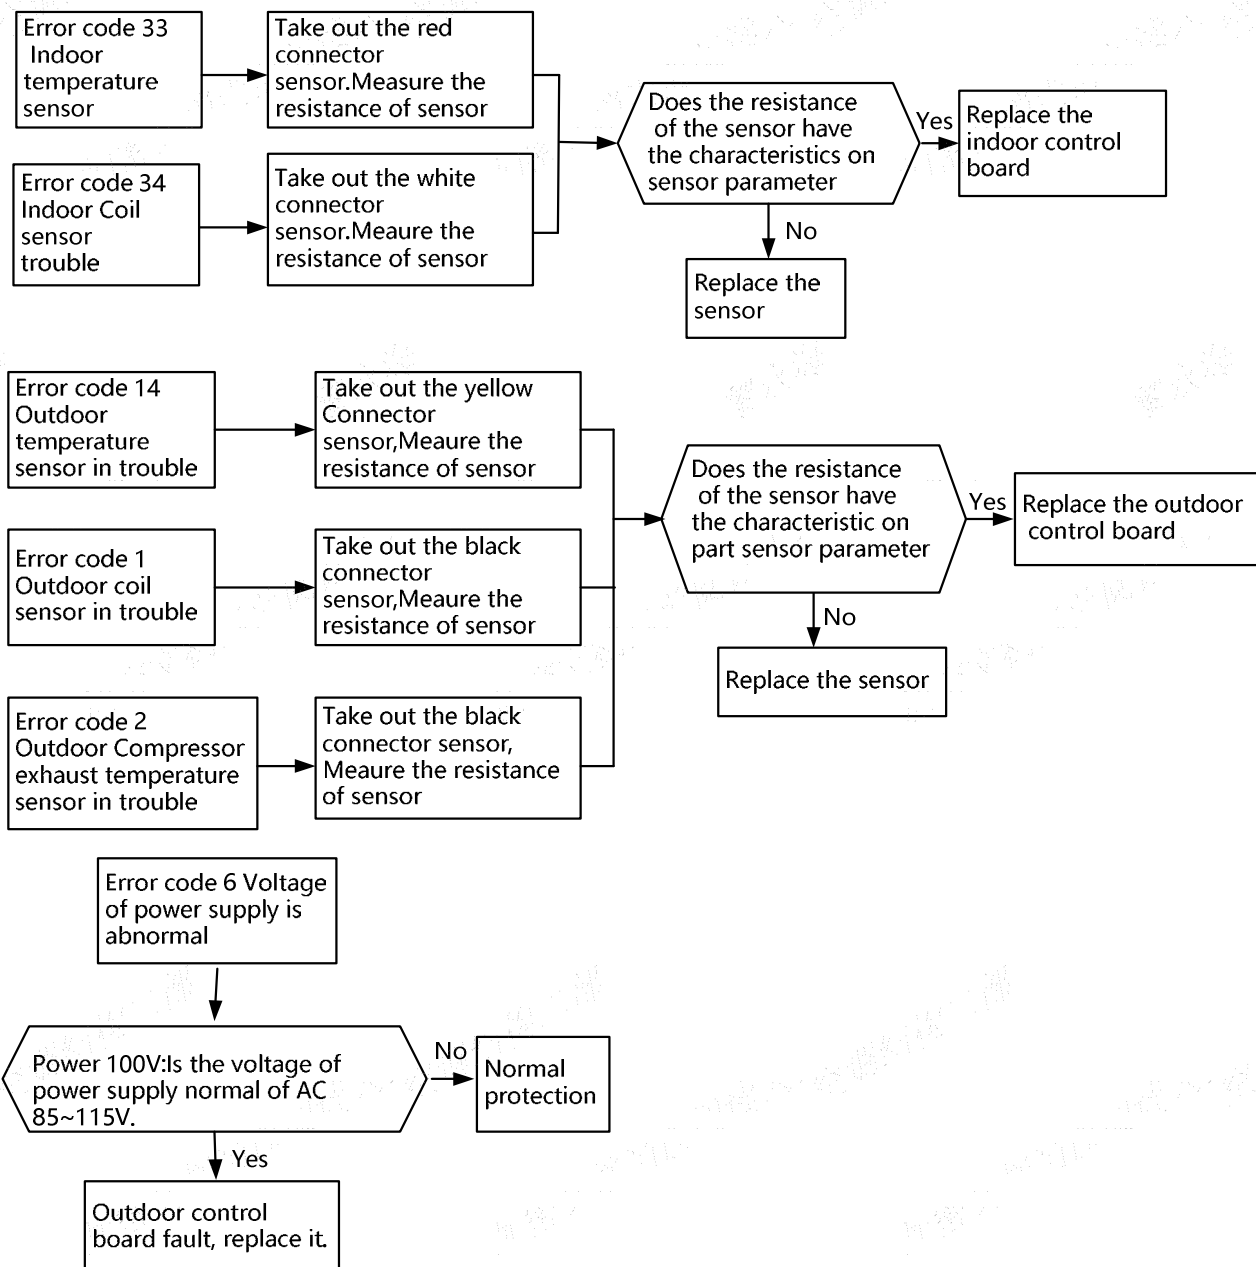 Error code 33
Indoor
temperature
sensor
Take out the red
connector
sensor.Measure the
resistance of sensor
Does the resistance
of the sensor have
the characteristics on
sensor parameter
Yes
Replace the
indoor control
board
Error code 34
Indoor Coil
sensor
trouble
Take out the white
connector
sensor.Meaure the
resistance of sensor
No
Replace the
sensor
Error code 14
Outdoor
temperature
sensor in trouble
Take out the yellow
Connector
sensor,Meaure the
resistance of sensor
Does the resistance
of the sensor have
the characteristic on
part sensor parameter
Yes
Replace the outdoor
control board
Error code 1
Outdoor coil
sensor in trouble
Take out the black
connector
sensor,Meaure the
resistance of sensor
No
Replace the sensor
Error code 2
Outdoor Compressor
exhaust temperature
sensor in trouble
Take out the black
connector sensor,
Meaure the resistance
of sensor
Error code 6 Voltage
of power supply is
abnormal
Power 100V:Is the voltage of
power supply normal of AC
85~115V.
No
Normal
protection
Yes
Outdoor control
board fault, replace it.